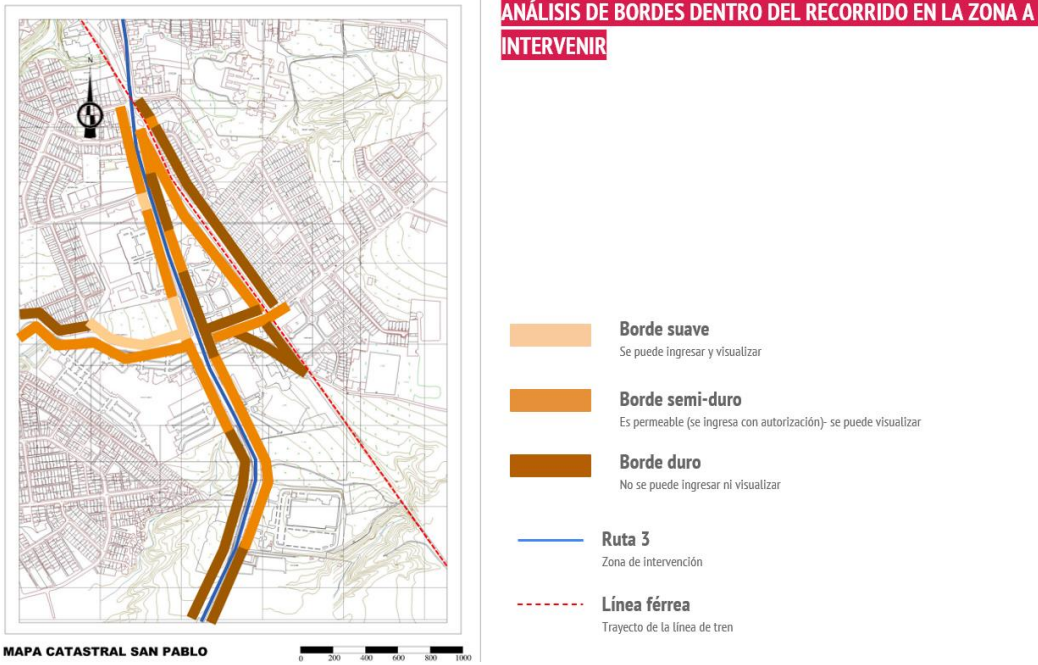 ANÁLISIS DE BORDES DENTRO DEL RECORRIDO EN LA ZONA A
INTERVENIR
N
Borde suave
Se puede ingresar y visualizar
Borde semi-duro
Es permeable (se ingresa con autorización)- se puede visualizar
Borde duro
No se puede ingresar ni visualizar
Ruta 3
Zona de intervención
Línea férrea
Trayecto de la línea de tren
MAPA CATASTRAL SAN PABLO
0 200 400 600 800 1000